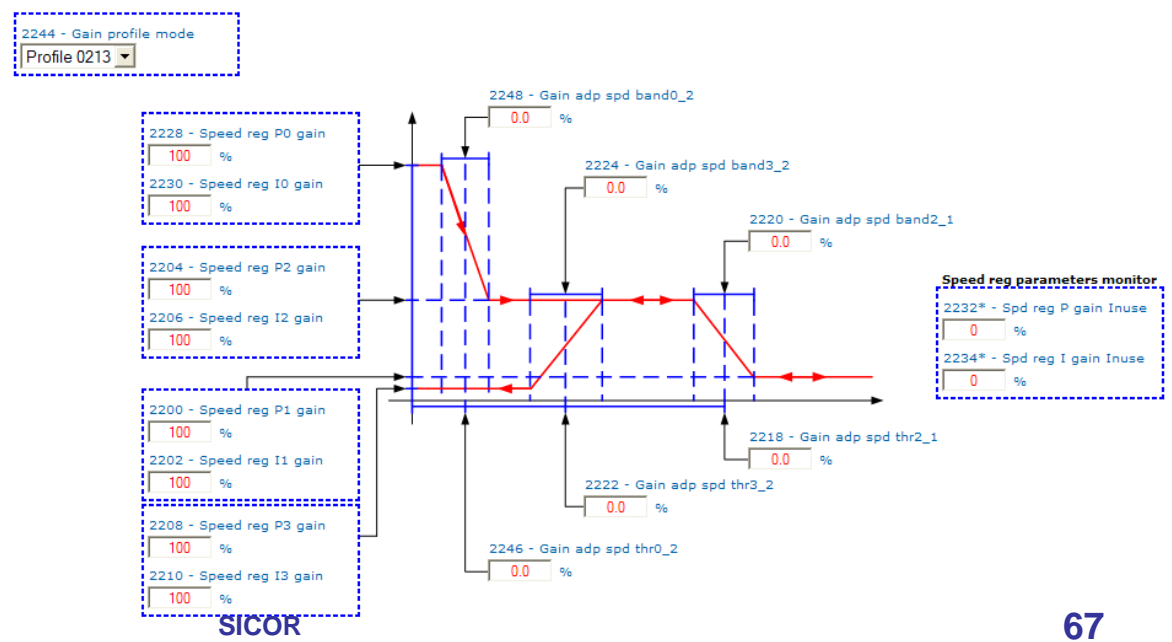 2244 - Gain profile mode
Profile 0213
2248 - Gain adp spd band0_2
0.0 %
2228 - Speed reg P0 gain
100 %
2230 - Speed reg I0 gain
100 %
2224 - Gain adp spd band3_2
0.0 %
2220 - Gain adp spd band2_1
0.0 %
2204 - Speed reg P2 gain
100 %
2206 - Speed reg I2 gain
100 %
Speed reg parameters monitor
2232* - Spd reg P gain Inuse
0 %
2234* - Spd reg I gain Inuse
0 %
2200 - Speed reg P1 gain
100 %
2202 - Speed reg I1 gain
100 %
2218 - Gain adp spd thr2_1
0.0 %
2222 - Gain adp spd thr3_2
0.0 %
2208 - Speed reg P3 gain
100 %
2210 - Speed reg I3 gain
100 %
2246 - Gain adp spd thr0_2
0.0 %
SICOR
67